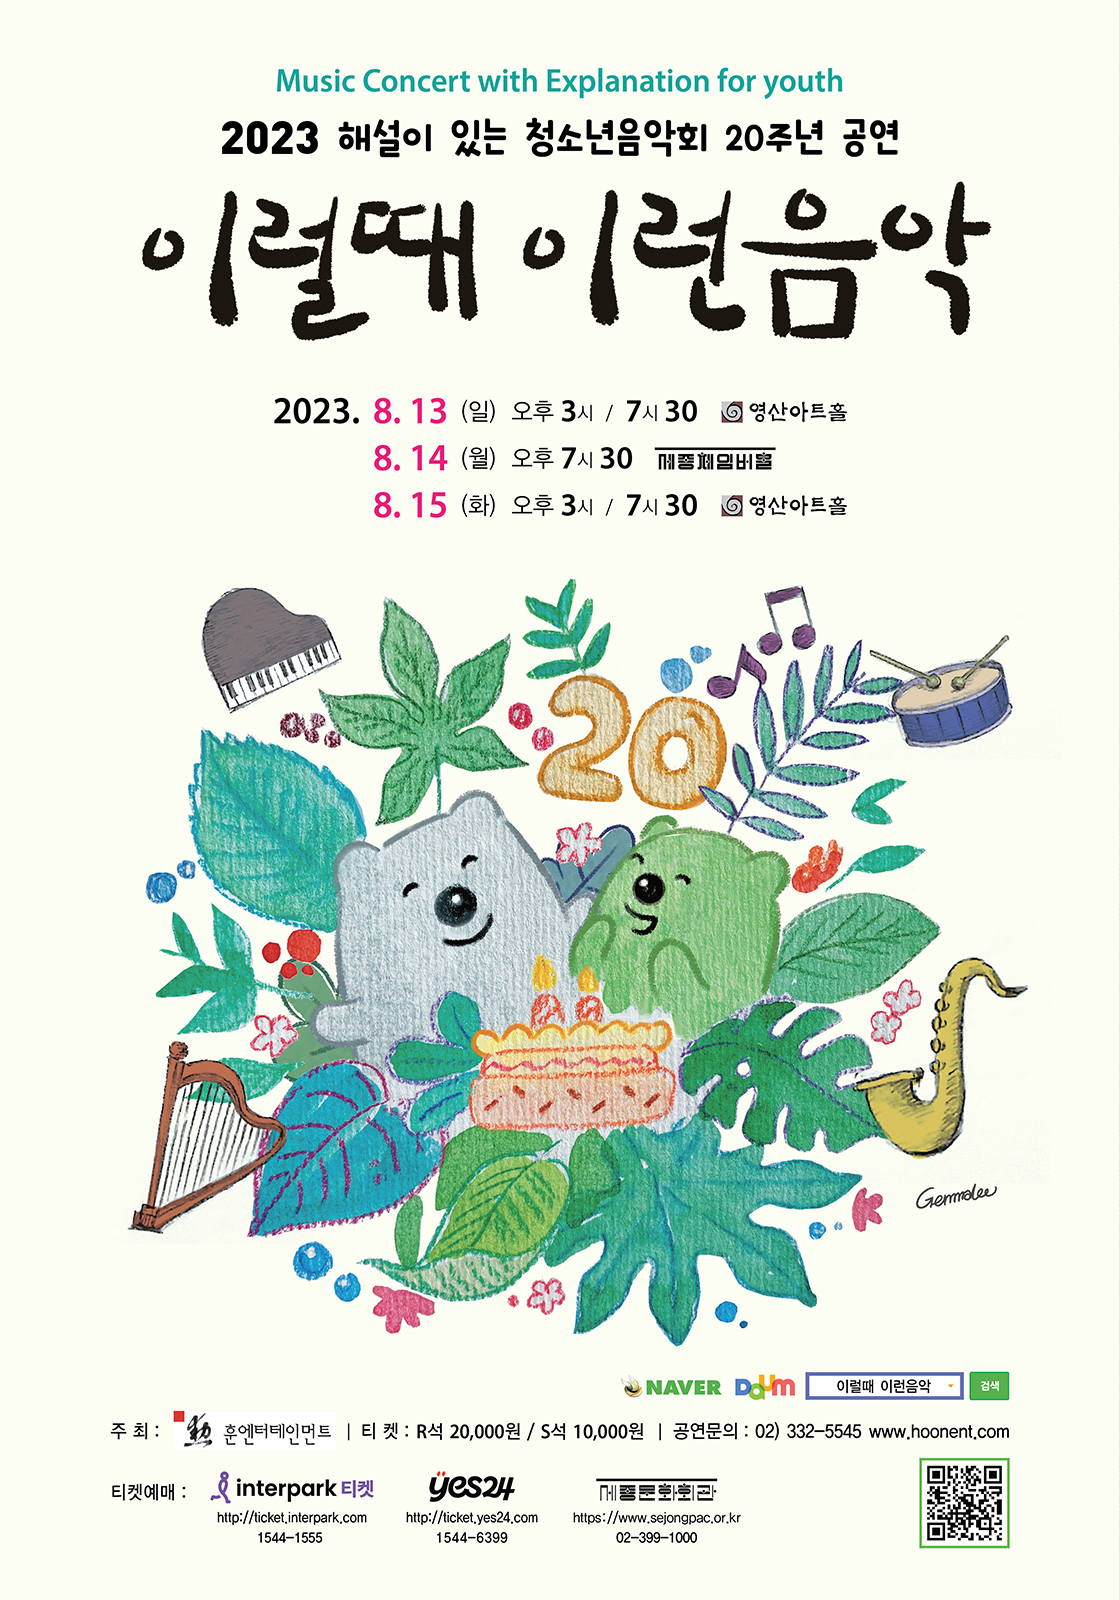 Music Concert with Explanation for youth
2023 해설이 있는 청소년음악회 20주년 공연
이럴때 이런음악
2023. 8. 13 (일) 오후 3시 / 7시 30 영산아트홀
8. 14 (월) 오후 7시 30 세종체임버홀
8. 15 (화) 오후 3시 / 7시 30 영산아트홀
20
Gemmalee
NAVER Daum 이럴때 이런음악 검색
주 최 : 훈엔터테인먼트 | 티 켓 : R석 20,000원 / S석 10,000원 | 공연문의 : 02) 332-5545 www.hoonent.com
티켓예매 : interpark 티켓 yes24 세종문화회관
http://ticket.interpark.com http://ticket.yes24.com https://www.sejongpac.or.kr
1544-1555 1544-6399 02-399-1000